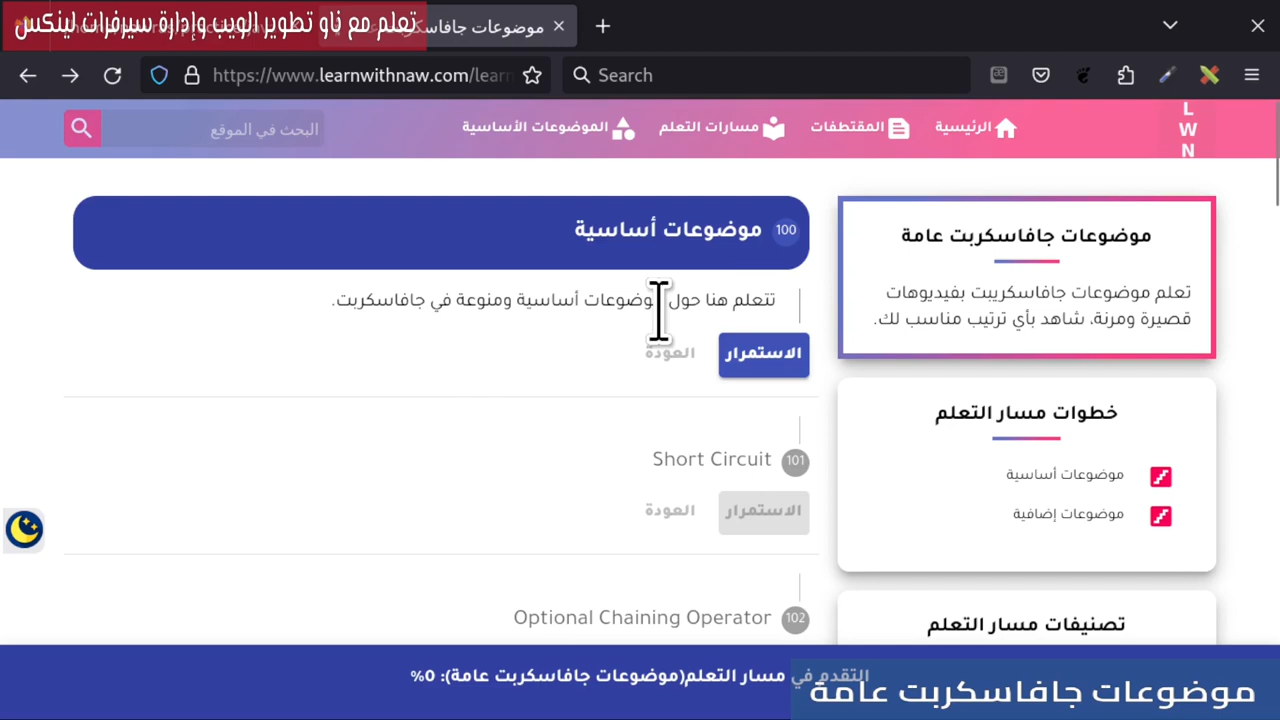 تعلم مع ناو تطوير الويب وإدارة سيرفرات لينكس
موضوعات جافاسكربت
https://www.learnwithnaw.com/learn
Search
L
W
N
الرئيسية
المقتطفات
مسارات التعلم
الموضوعات الأساسية
البحث في الموقع
موضوعات جافاسكربت عامة
تعلم موضوعات جافاسكريبت بفيديوهات
قصيرة ومرنة، شاهد بأي ترتيب مناسب لك.
خطوات مسار التعلم
موضوعات أساسية
موضوعات إضافية
تصنيفات مسار التعلم
100 موضوعات أساسية
تتعلم هنا حول موضوعات أساسية ومنوعة في جافاسكربت.
الاستمرار العودة
101 Short Circuit
الاستمرار العودة
102 Optional Chaining Operator
التقدم في مسار التعلم(موضوعات جافاسكربت عامة): 0%
موضوعات جافاسكربت عامة